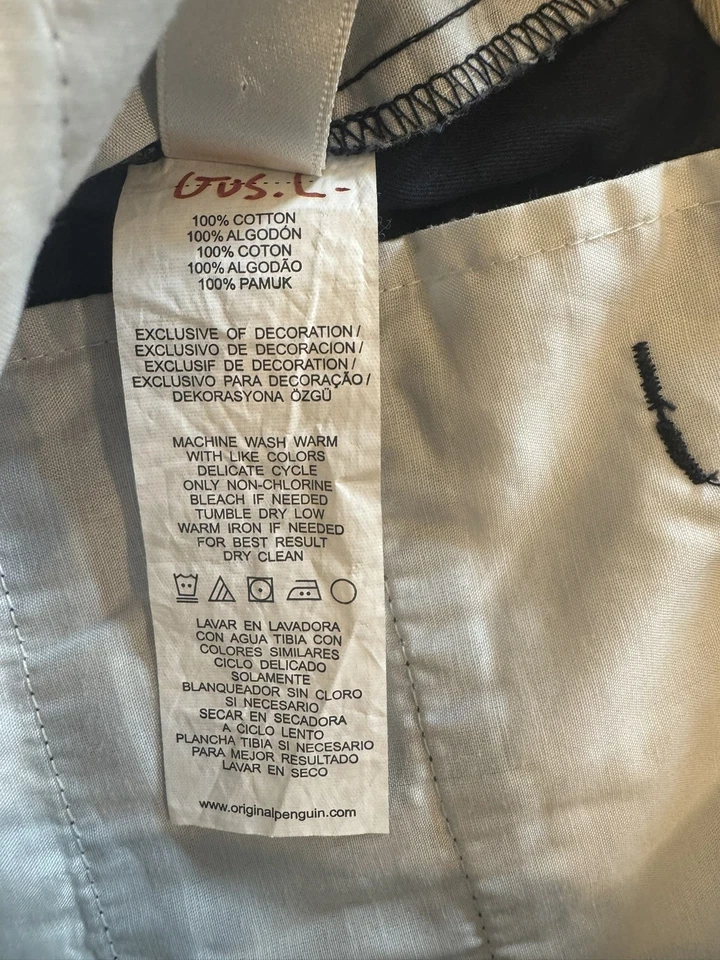 Gus. L.
100% COTTON
100% ALGODÓN
100% COTON
100% ALGODÃO
100% PAMUK
EXCLUSIVE OF DECORATION /
EXCLUSIVO DE DECORACION /
EXCLUSIF DE DECORATION /
EXCLUSIVO PARA DECORAÇÃO /
DEKORASYONA ÖZGÜ
MACHINE WASH WARM
WITH LIKE COLORS
DELICATE CYCLE
ONLY NON-CHLORINE
BLEACH IF NEEDED
TUMBLE DRY LOW
WARM IRON IF NEEDED
FOR BEST RESULT
DRY CLEAN
LAVAR EN LAVADORA
CON AGUA TIBIA CON
COLORES SIMILARES
CICLO DELICADO
SOLAMENTE
BLANQUEADOR SIN CLORO
SI NECESARIO
SECAR EN SECADORA
A CICLO LENTO
PLANCHA TIBIA SI NECESARIO
PARA MEJOR RESULTADO
LAVAR EN SECO
www.originalpenguin.com